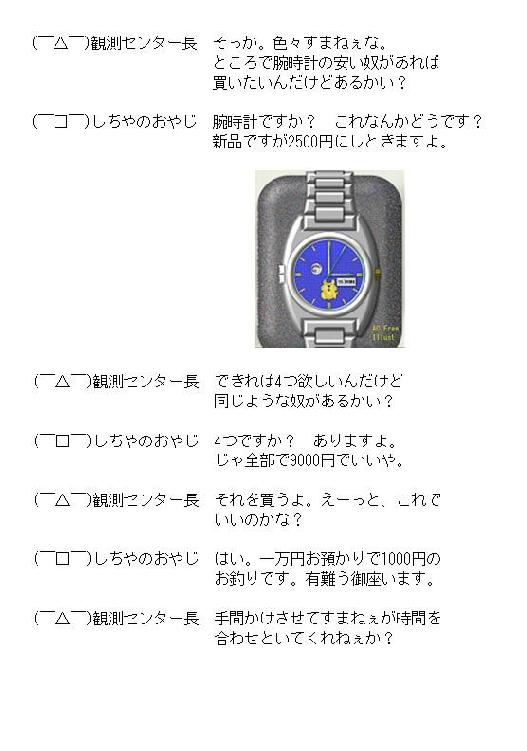 (￣△￣)観測センター長　そっか。色々すまねぇな。
ところで腕時計の安い奴があれば
買いたいんだけどあるかい？
(￣□￣)しちやのおやじ　腕時計ですか？　これなんかどうです？
新品ですが2500円にしときますよ。
AC Free
Illust
(￣△￣)観測センター長　できれば4つ欲しいんだけど
同じような奴があるかい？
(￣□￣)しちやのおやじ　4つですか？　ありますよ。
じゃ全部で9000円でいいや。
(￣△￣)観測センター長　それを買うよ。えーっと、これで
いいのかな？
(￣□￣)しちやのおやじ　はい。一万円お預かりで1000円の
お釣りです。有難う御座います。
(￣△￣)観測センター長　手間かけさせてすまねぇが時間を
合わせといてくれねぇか？